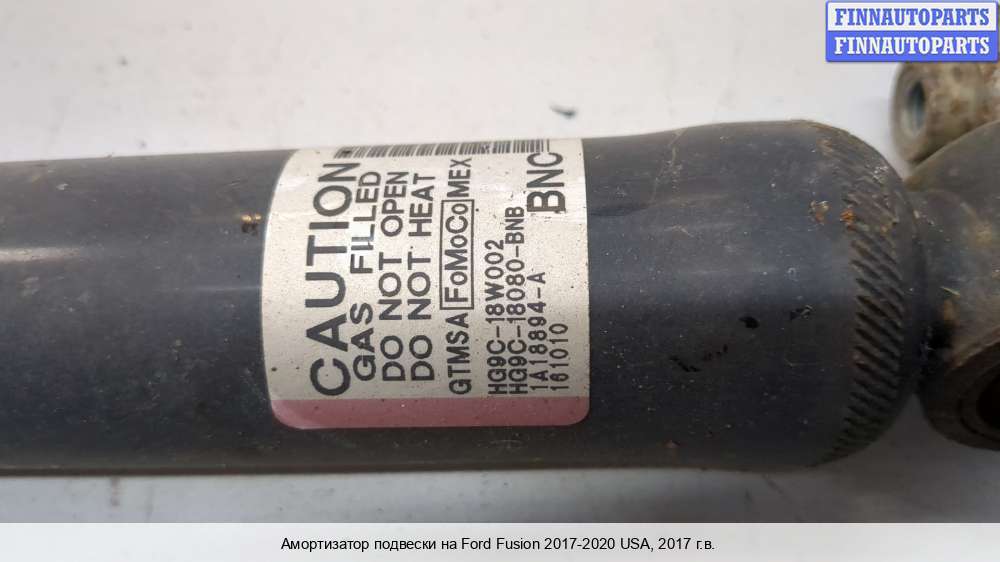 FINNAUTOPARTS
FINNAUTOPARTS
CAUTION
GAS FILLED
DO NOT OPEN
DO NOT HEAT
GTMSA FoMoCo MEX
HG9C-18W002
HG9C-18080-BNB
1A18894-A
161010
BNC
Амортизатор подвески на Ford Fusion 2017-2020 USA, 2017 г.в.